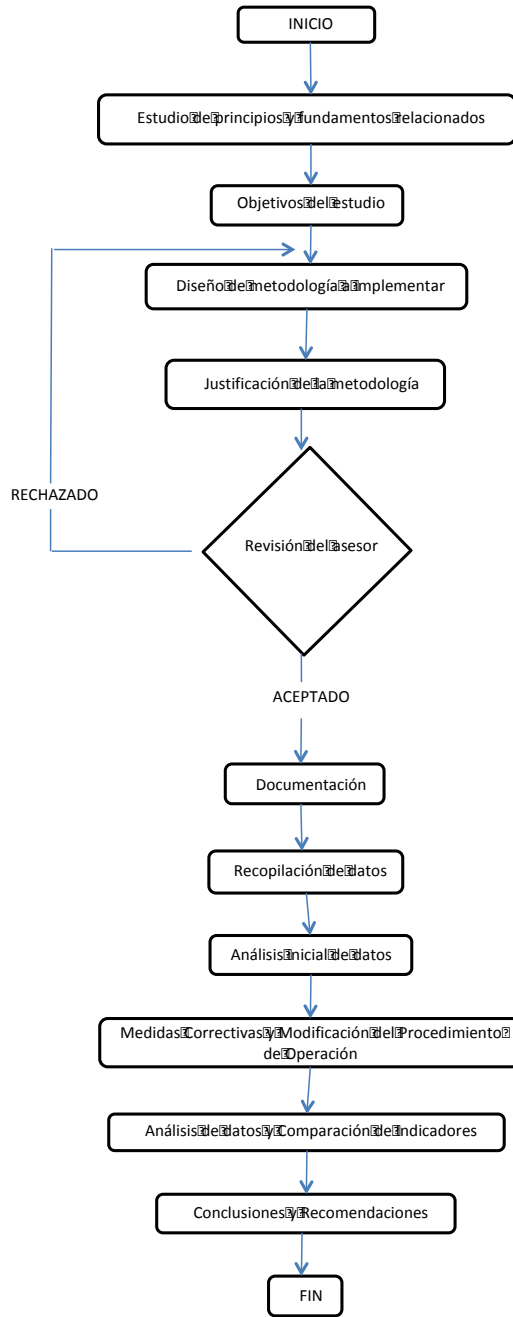 INICIO
Estudio de principios y fundamentos relacionados
Objetivos del estudio
Diseño de metodología a implementar
Justificación de la metodología
RECHAZADO
Revisión del asesor
ACEPTADO
Documentación
Recopilación de datos
Análisis inicial de datos
Medidas Correctivas y Modificación del Procedimiento
de Operación
Análisis de datos y Comparación de Indicadores
Conclusiones y Recomendaciones
FIN